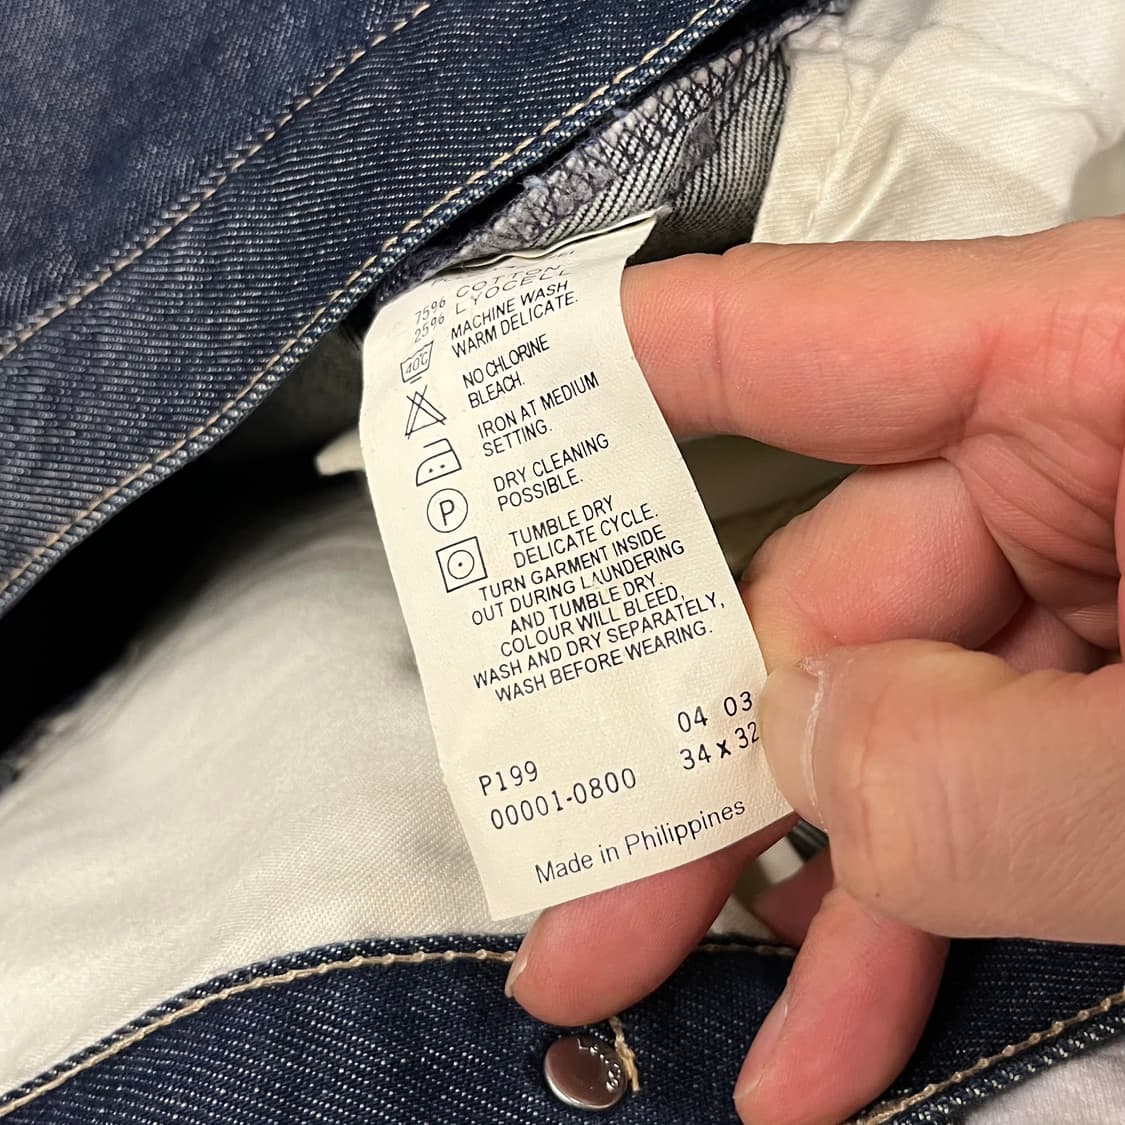 75% COTTON
25% LYOCELL
MACHINE WASH
WARM DELICATE.
40C
NO CHLORINE
BLEACH.
IRON AT MEDIUM
SETTING.
DRY CLEANING
POSSIBLE.
P
TUMBLE DRY
DELICATE CYCLE.
TURN GARMENT INSIDE
OUT DURING LAUNDERING
AND TUMBLE DRY.
COLOUR WILL BLEED,
WASH AND DRY SEPARATELY,
WASH BEFORE WEARING.
04 03
34 x 32
P199
00001-0800
Made in Philippines